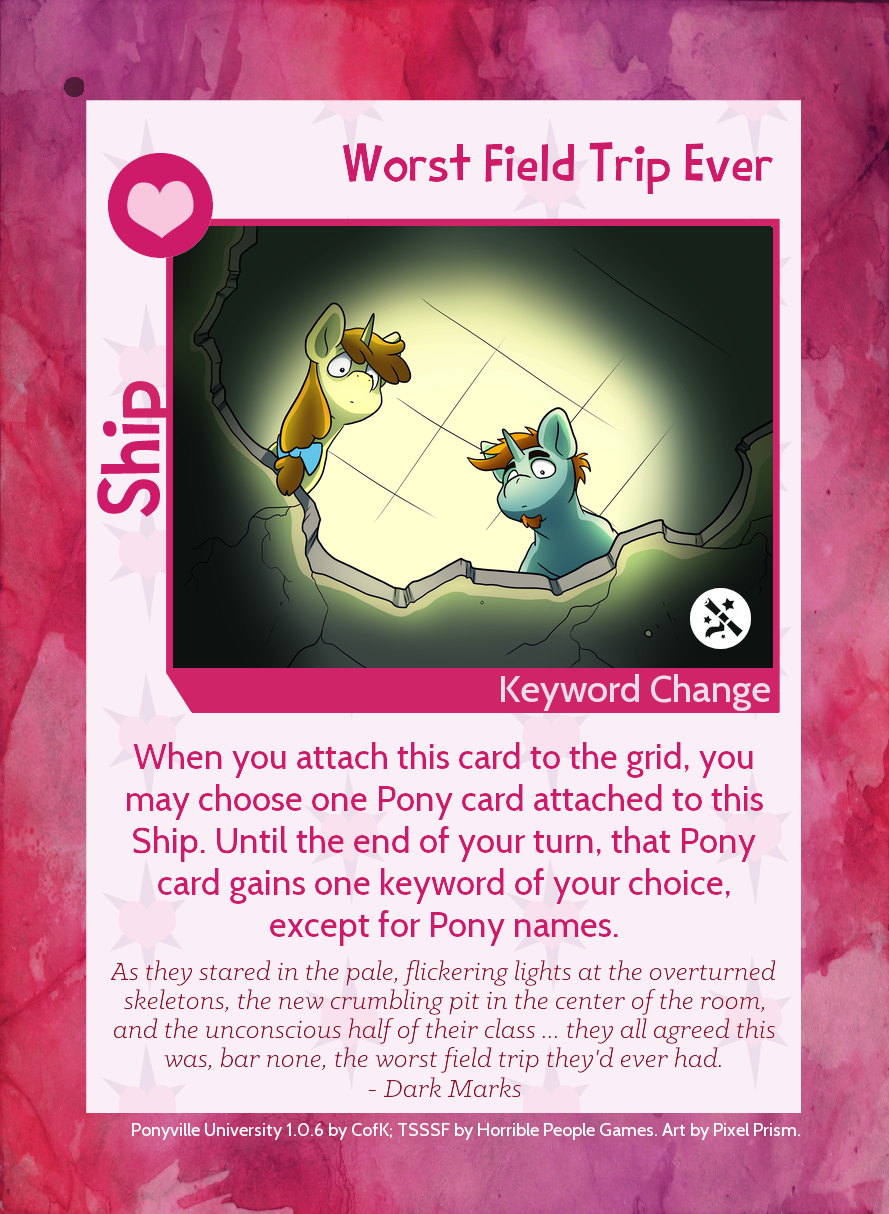 Worst Field Trip Ever
Ship
Keyword Change
When you attach this card to the grid, you
may choose one Pony card attached to this
Ship. Until the end of your turn, that Pony
card gains one keyword of your choice,
except for Pony names.
As they stared in the pale, flickering lights at the overturned
skeletons, the new crumbling pit in the center of the room,
and the unconscious half of their class ... they all agreed this
was, bar none, the worst field trip they'd ever had.
- Dark Marks
Ponyville University 1.0.6 by CofK; TSSSF by Horrible People Games. Art by Pixel Prism.